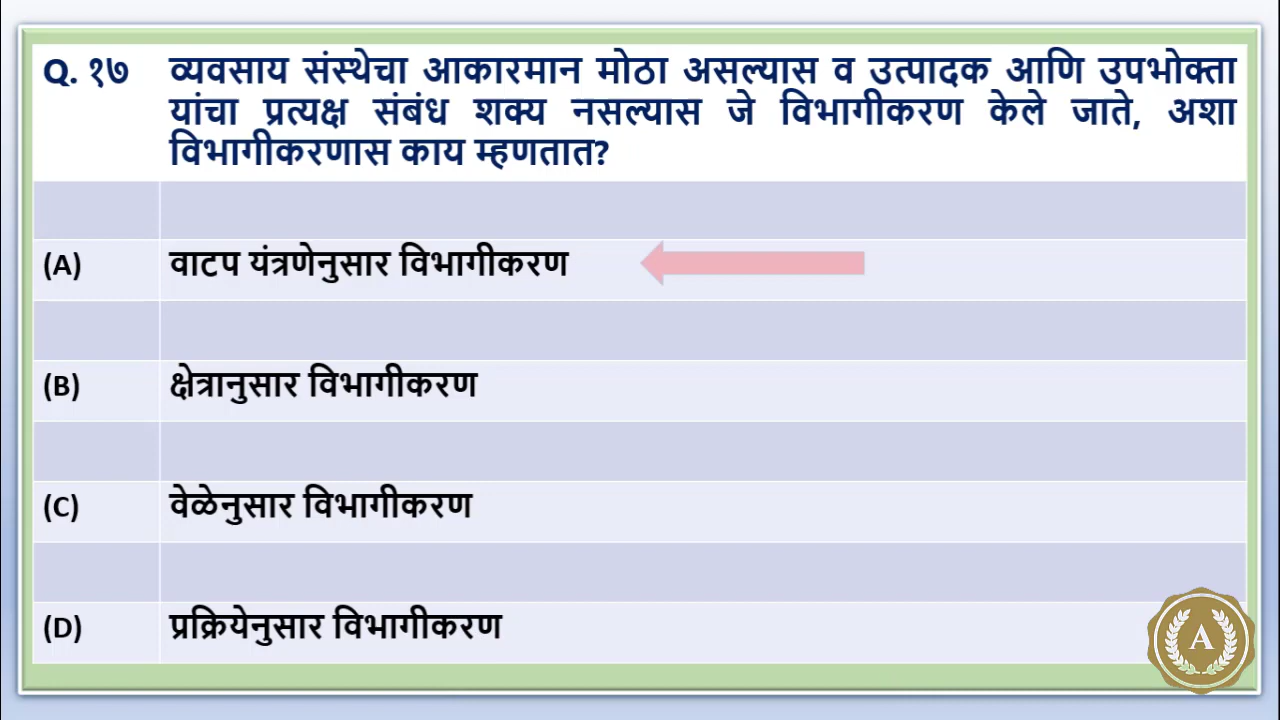 Q. १७ व्यवसाय संस्थेचा आकारमान मोठा असल्यास व उत्पादक आणि उपभोक्ता
यांचा प्रत्यक्ष संबंध शक्य नसल्यास जे विभागीकरण केले जाते, अशा
विभागीकरणास काय म्हणतात?
(A) वाटप यंत्रणेनुसार विभागीकरण
(B) क्षेत्रानुसार विभागीकरण
(C) वेळेनुसार विभागीकरण
(D) प्रक्रियेनुसार विभागीकरण
A